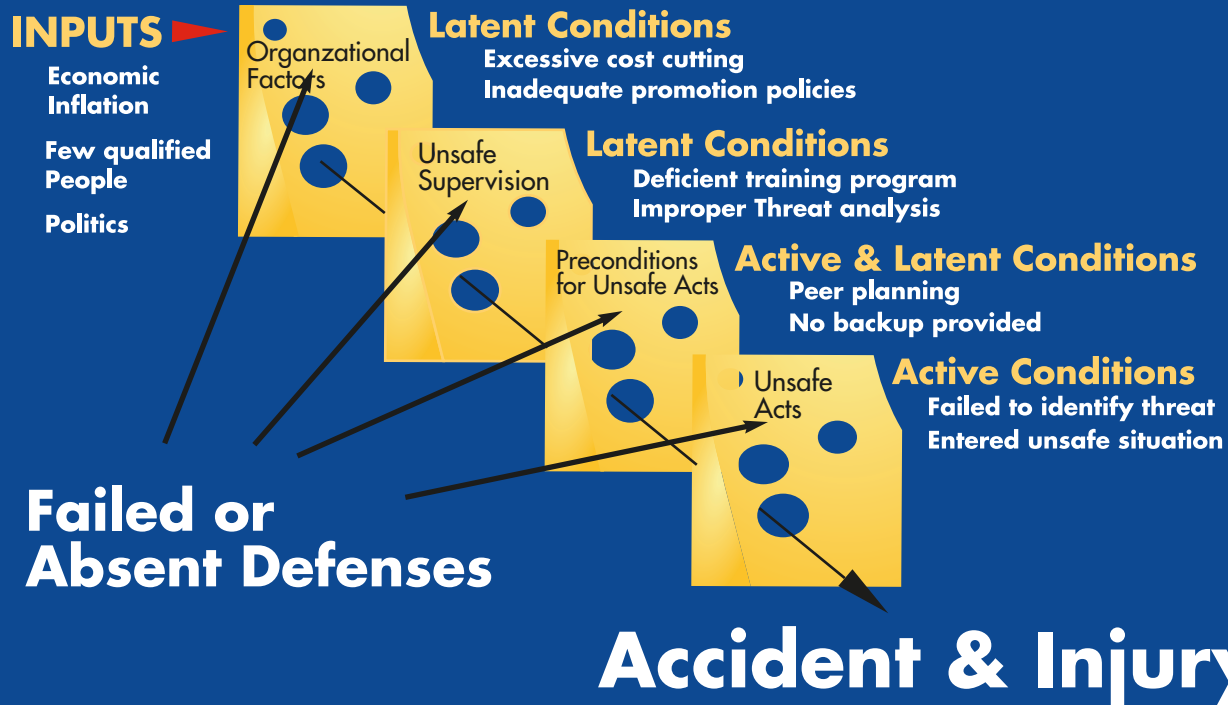 INPUTS
Economic
Inflation
Few qualified
People
Politics
Organzational
Factors
Latent Conditions
Excessive cost cutting
Inadequate promotion policies
Unsafe
Supervision
Latent Conditions
Deficient training program
Improper Threat analysis
Preconditions
for Unsafe Acts
Active & Latent Conditions
Peer planning
No backup provided
Unsafe
Acts
Active Conditions
Failed to identify threat
Entered unsafe situation
Failed or
Absent Defenses
Accident & Injury